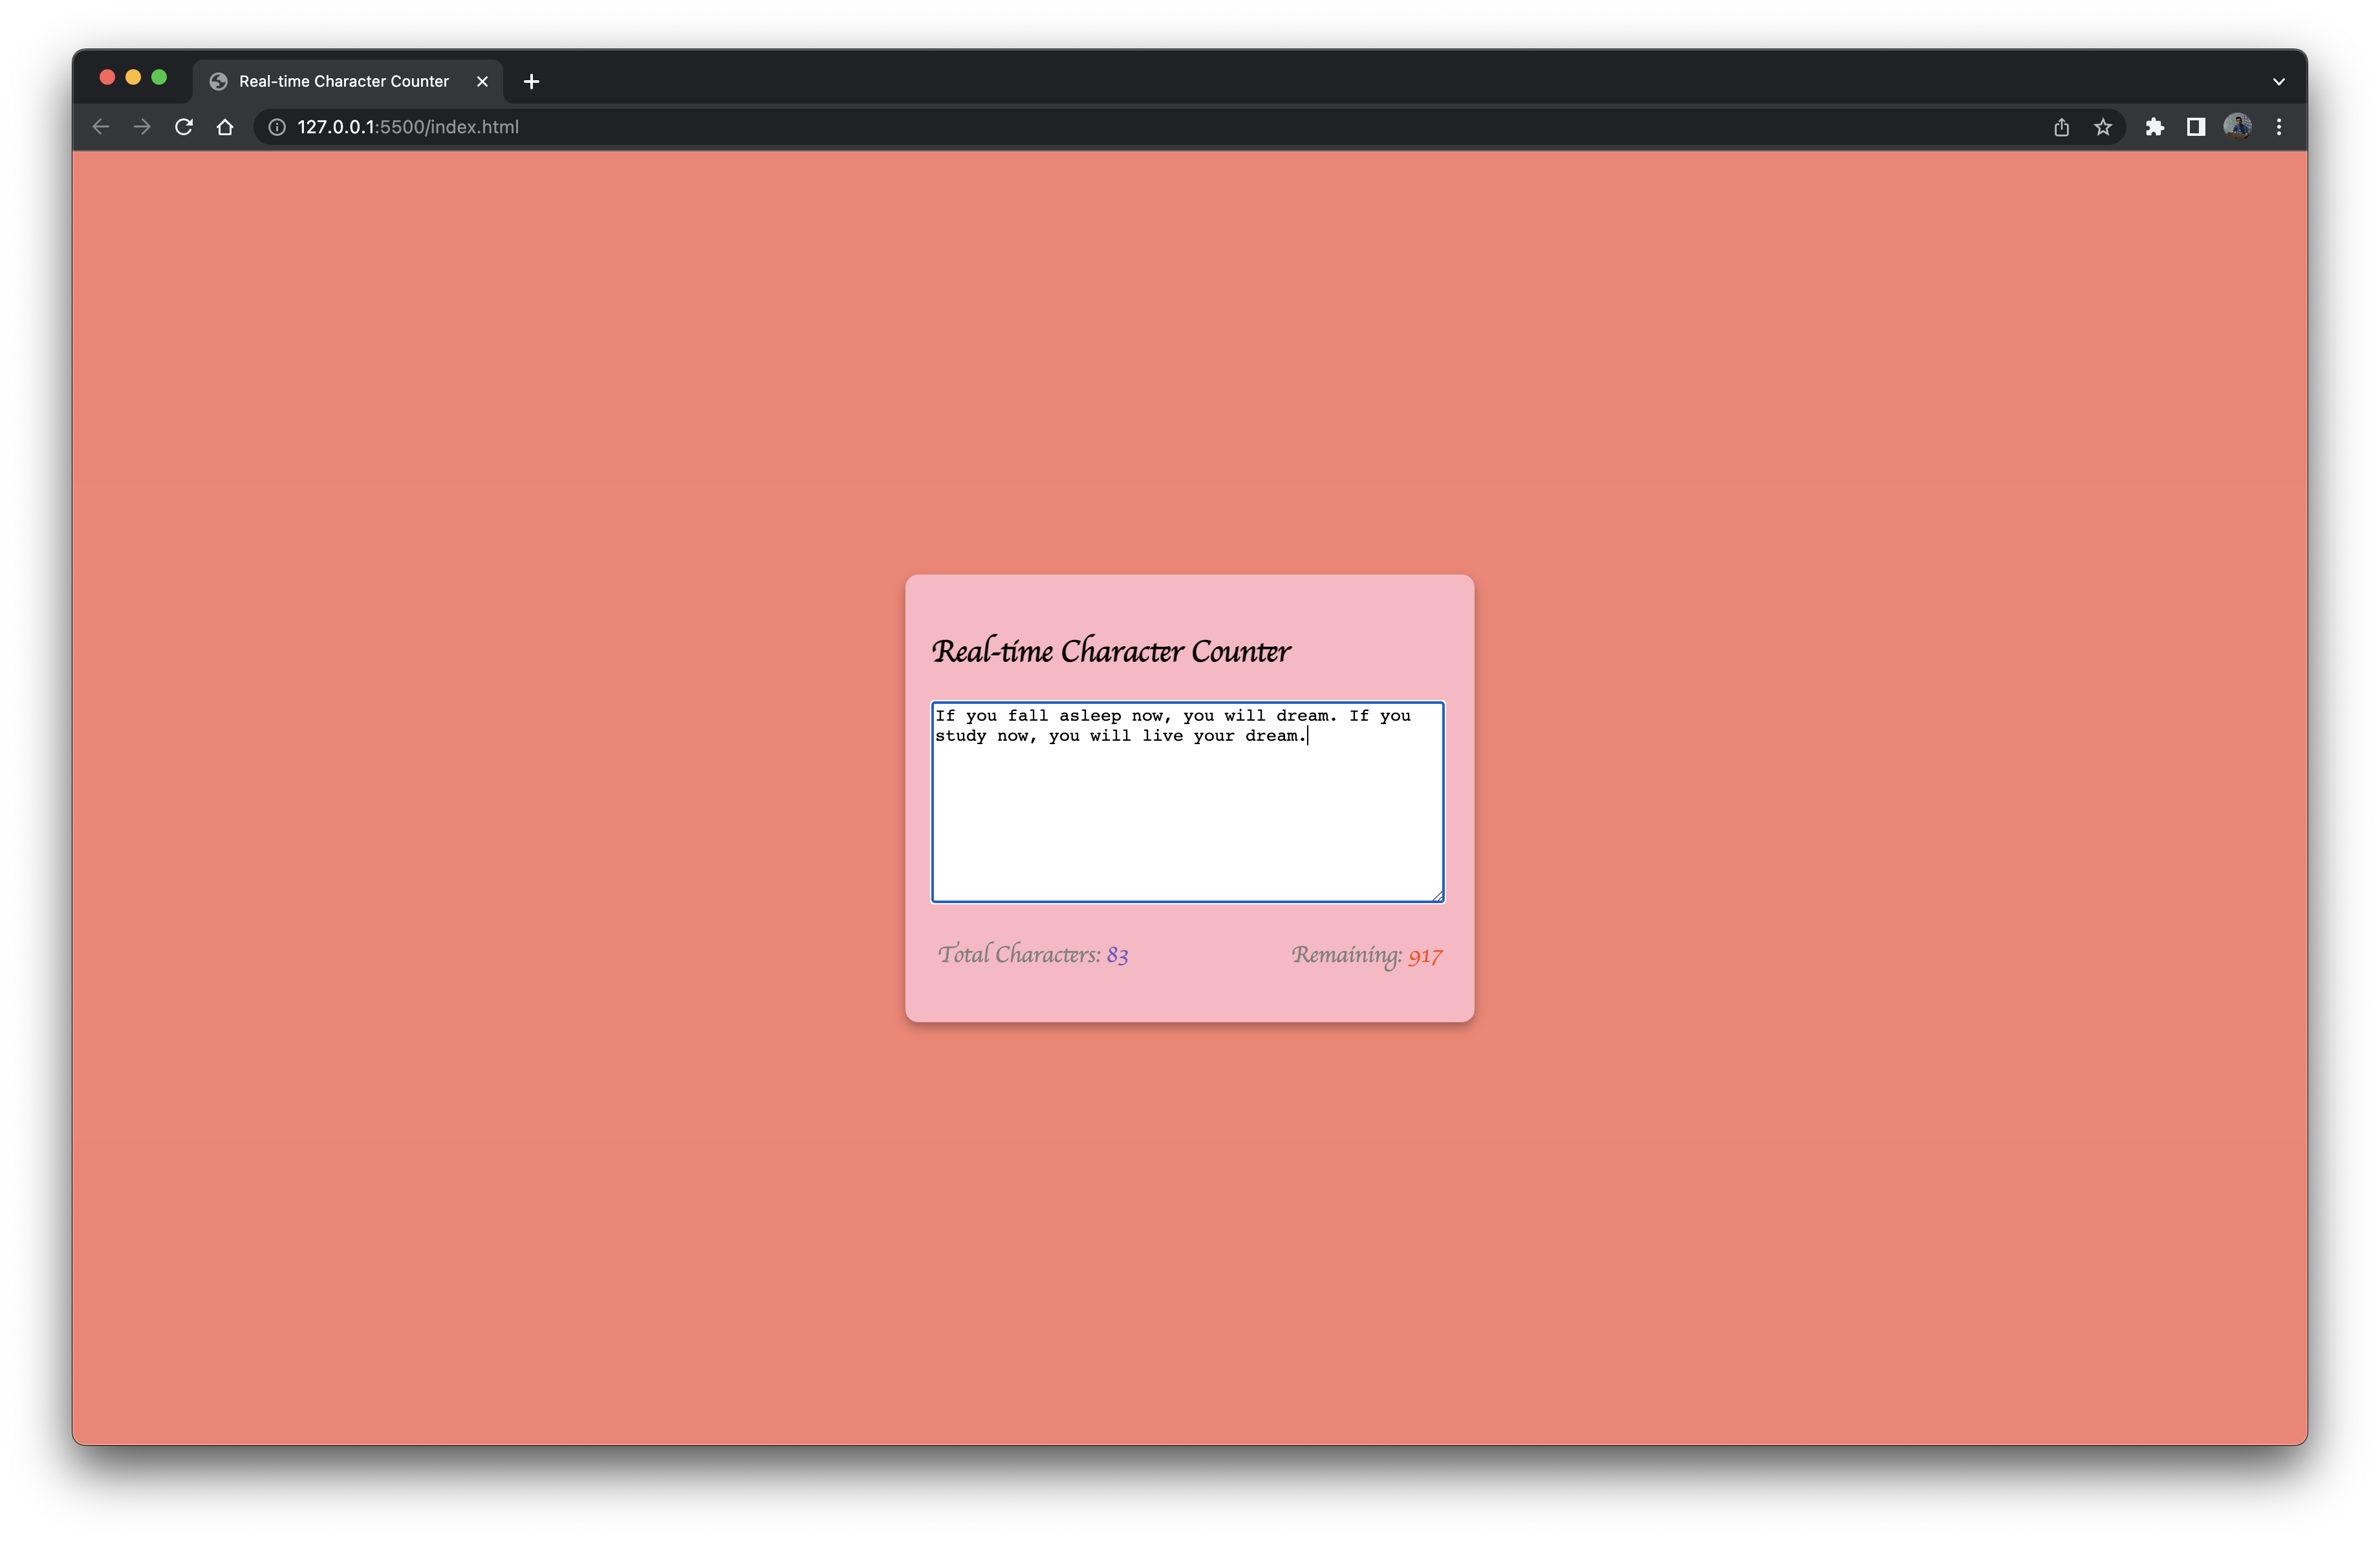 Real-time Character Counter
127.0.0.1:5500/index.html
Real-time Character Counter
If you fall asleep now, you will dream. If you
study now, you will live your dream.
Total Characters: 83 Remaining: 917